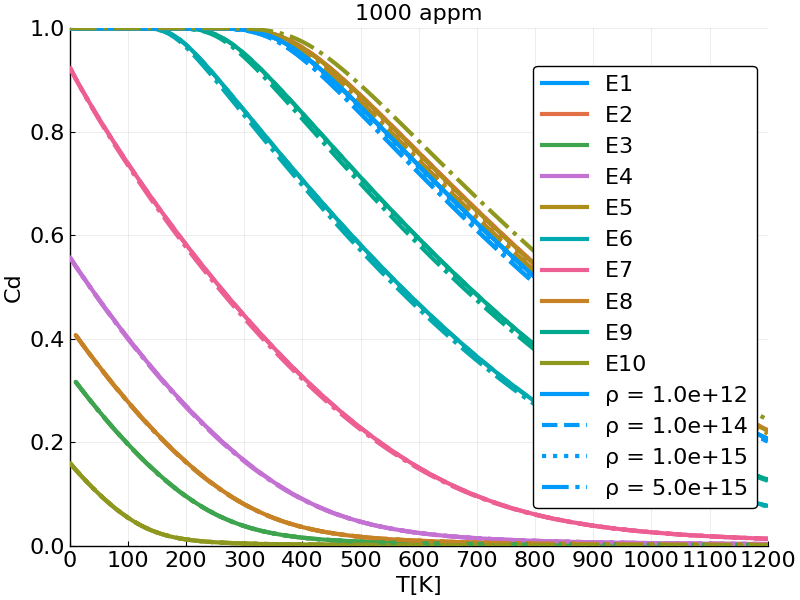 1000 appm
1.0
0.8
0.6
0.4
0.2
0.0
Cd
E1
E2
E3
E4
E5
E6
E7
E8
E9
E10
ρ = 1.0e+12
ρ = 1.0e+14
ρ = 1.0e+15
ρ = 5.0e+15
0 100 200 300 400 500 600 700 800 900 1000 1100 1200
T[K]